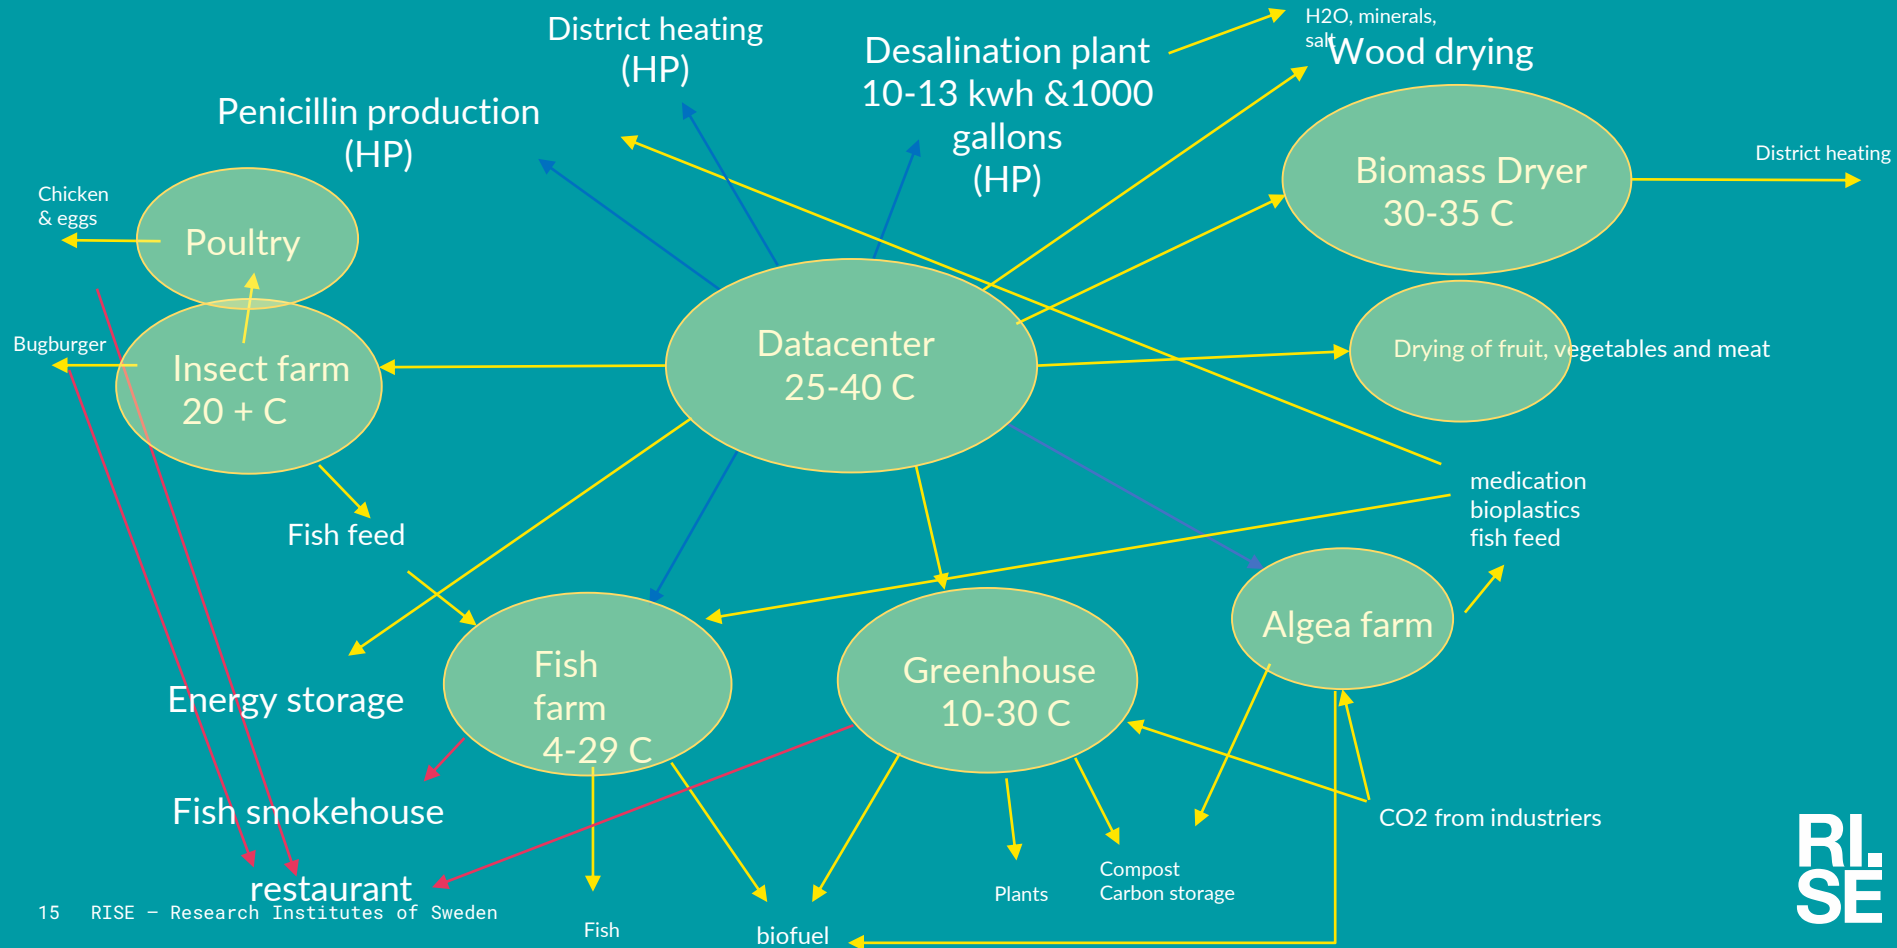 District heating
(HP)
Desalination plant
10-13 kwh &1000
gallons
(HP)
H2O, minerals,
salt
Wood drying
Penicillin production
(HP)
Biomass Dryer
30-35 C
District heating
Chicken
& eggs
Poultry
Bugburger
Insect farm
20 + C
Datacenter
25-40 C
Drying of fruit, vegetables and meat
medication
bioplastics
fish feed
Fish feed
Algea farm
Fish
farm
4-29 C
Greenhouse
10-30 C
Energy storage
Fish smokehouse
CO2 from industriers
restaurant
Compost
Carbon storage
Plants
Fish
biofuel
15 RISE — Research Institutes of Sweden
RI.
SE